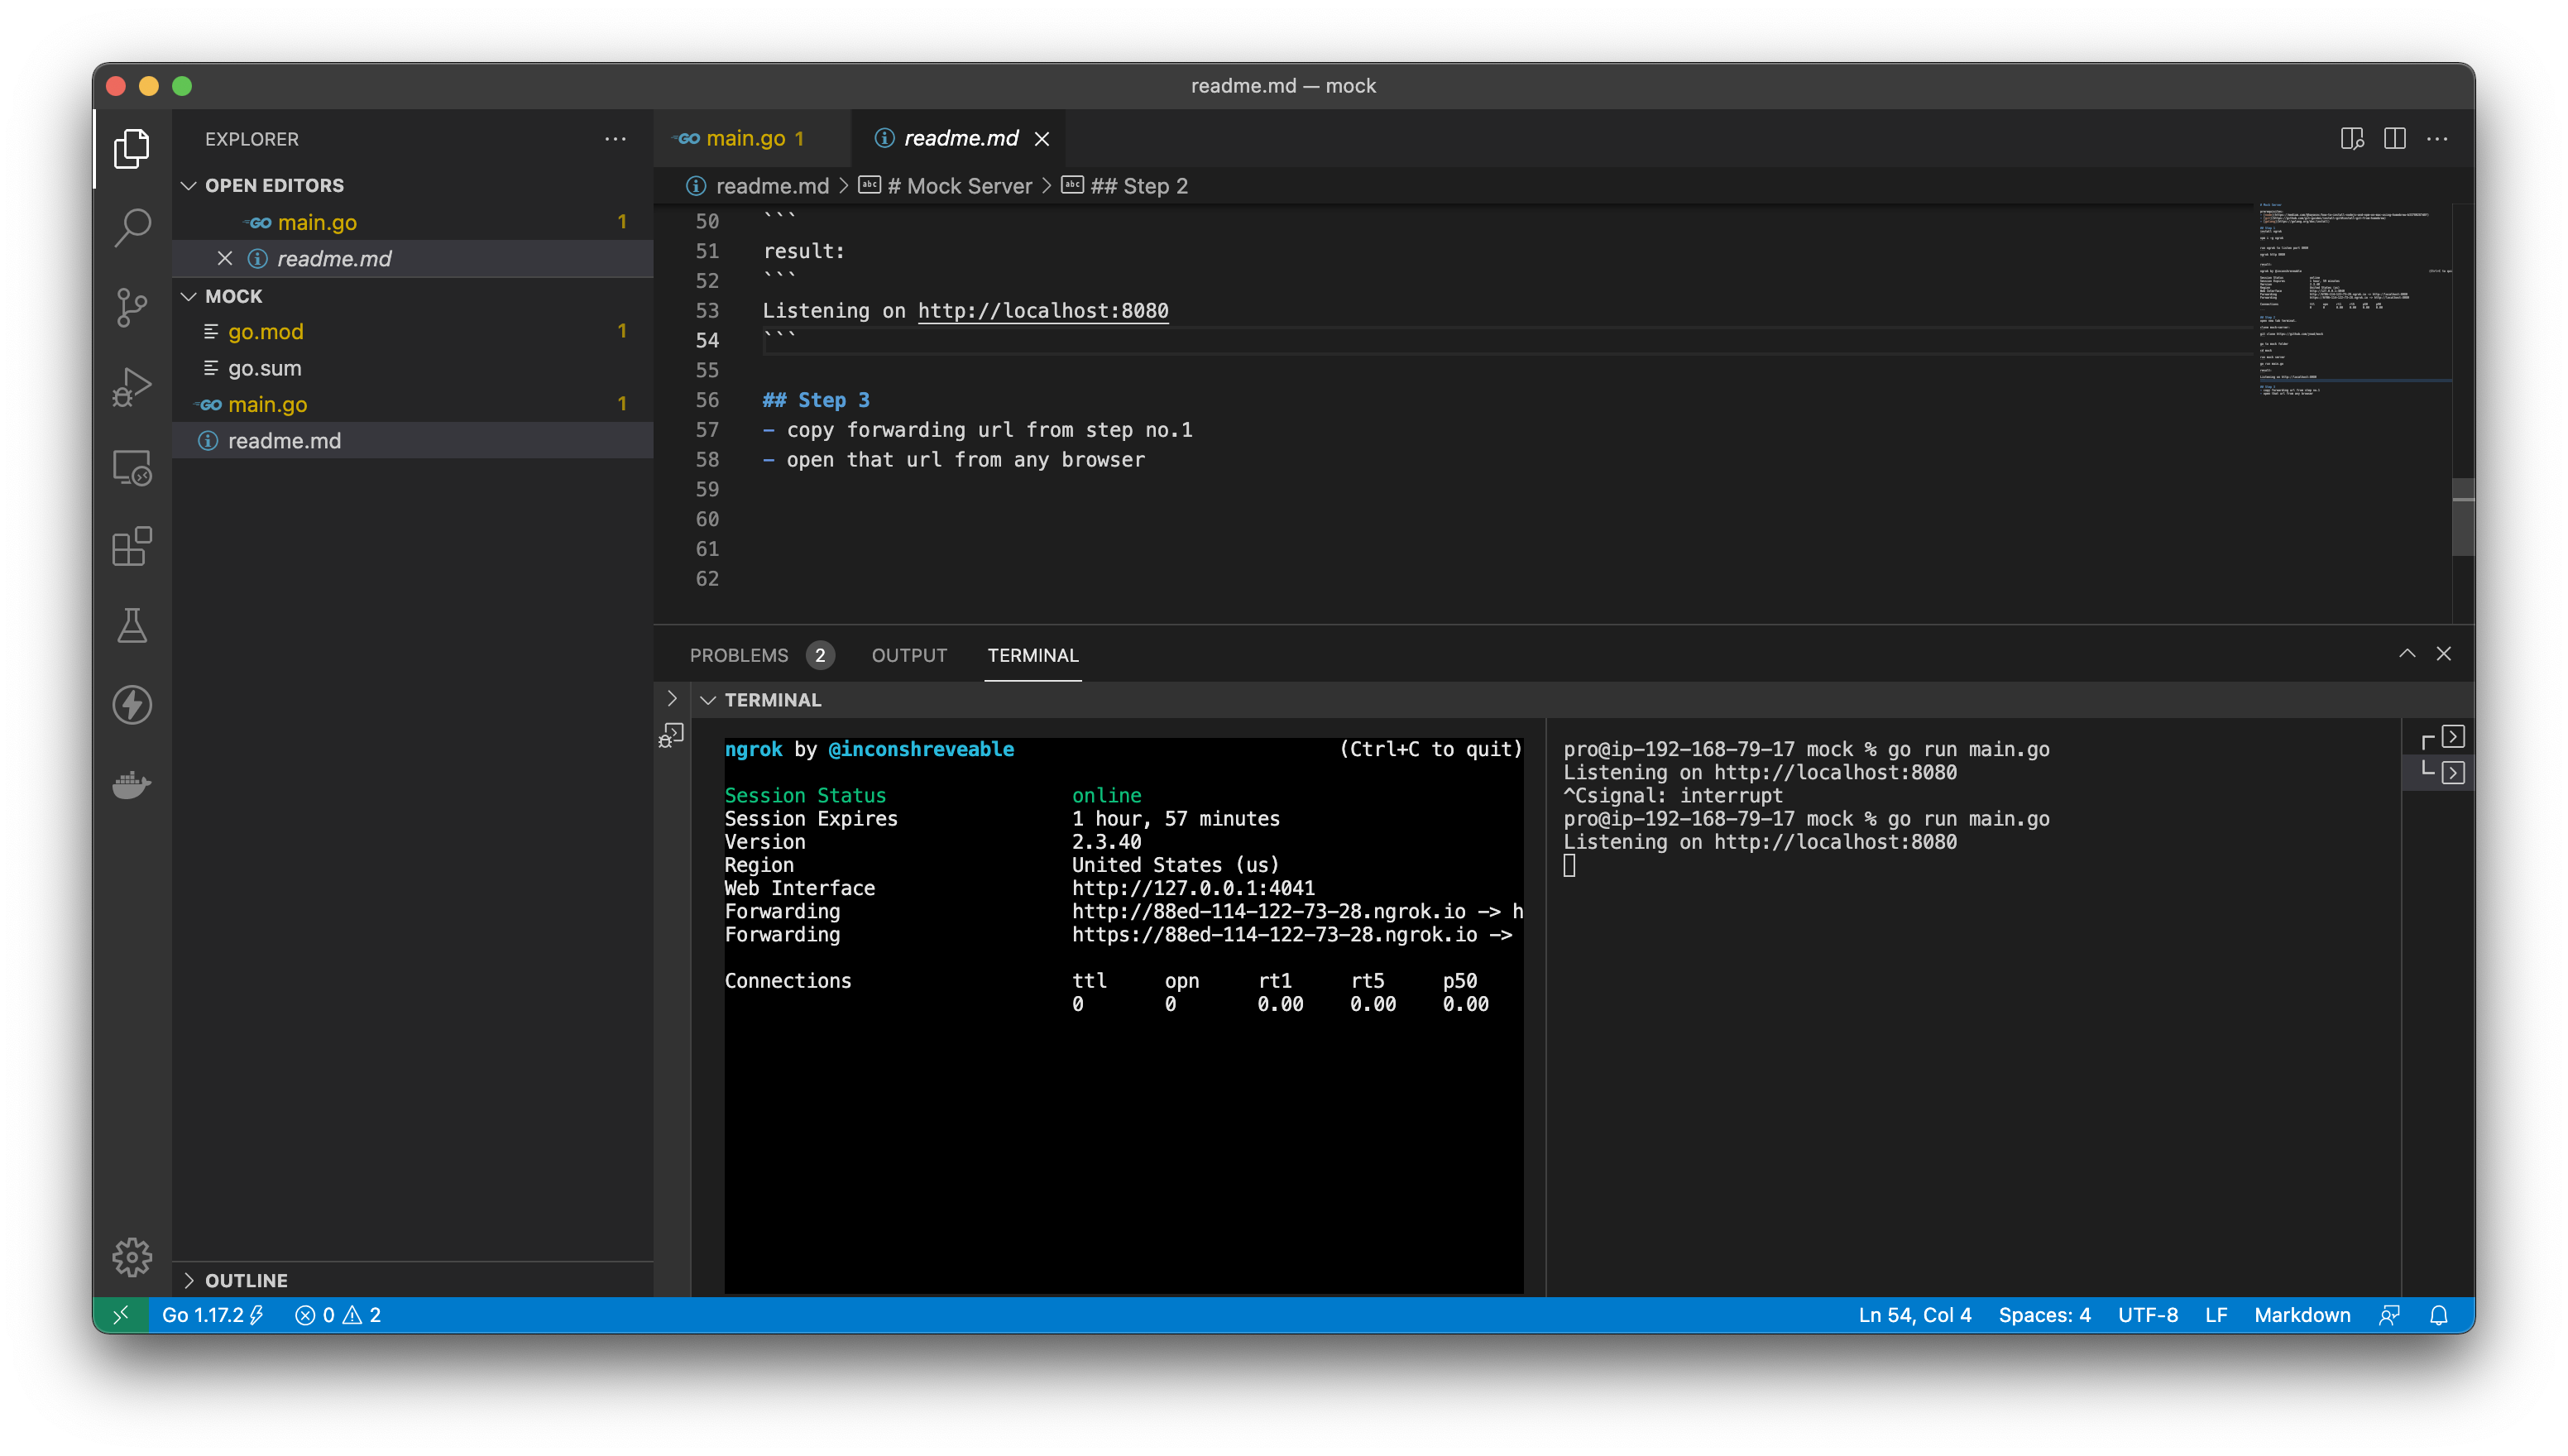 readme.md — mock
EXPLORER
OPEN EDITORS
GO main.go 1
readme.md
MOCK
go.mod 1
go.sum
GO main.go 1
readme.md
OUTLINE
GO main.go 1
readme.md
readme.md > abc # Mock Server > abc ## Step 2
50 ```
51 result:
52 ```
53 Listening on http://localhost:8080
54 ```
55
56 ## Step 3
57 - copy forwarding url from step no.1
58 - open that url from any browser
59
60
61
62
PROBLEMS 2 OUTPUT TERMINAL
TERMINAL
ngrok by @inconshreveable (Ctrl+C to quit)
Session Status online
Session Expires 1 hour, 57 minutes
Version 2.3.40
Region United States (us)
Web Interface http://127.0.0.1:4041
Forwarding http://88ed-114-122-73-28.ngrok.io -> h
Forwarding https://88ed-114-122-73-28.ngrok.io ->
Connections ttl opn rt1 rt5 p50
0 0 0.00 0.00 0.00
pro@ip-192-168-79-17 mock % go run main.go
Listening on http://localhost:8080
^Csignal: interrupt
pro@ip-192-168-79-17 mock % go run main.go
Listening on http://localhost:8080
Go 1.17.2 0 2 Ln 54, Col 4 Spaces: 4 UTF-8 LF Markdown